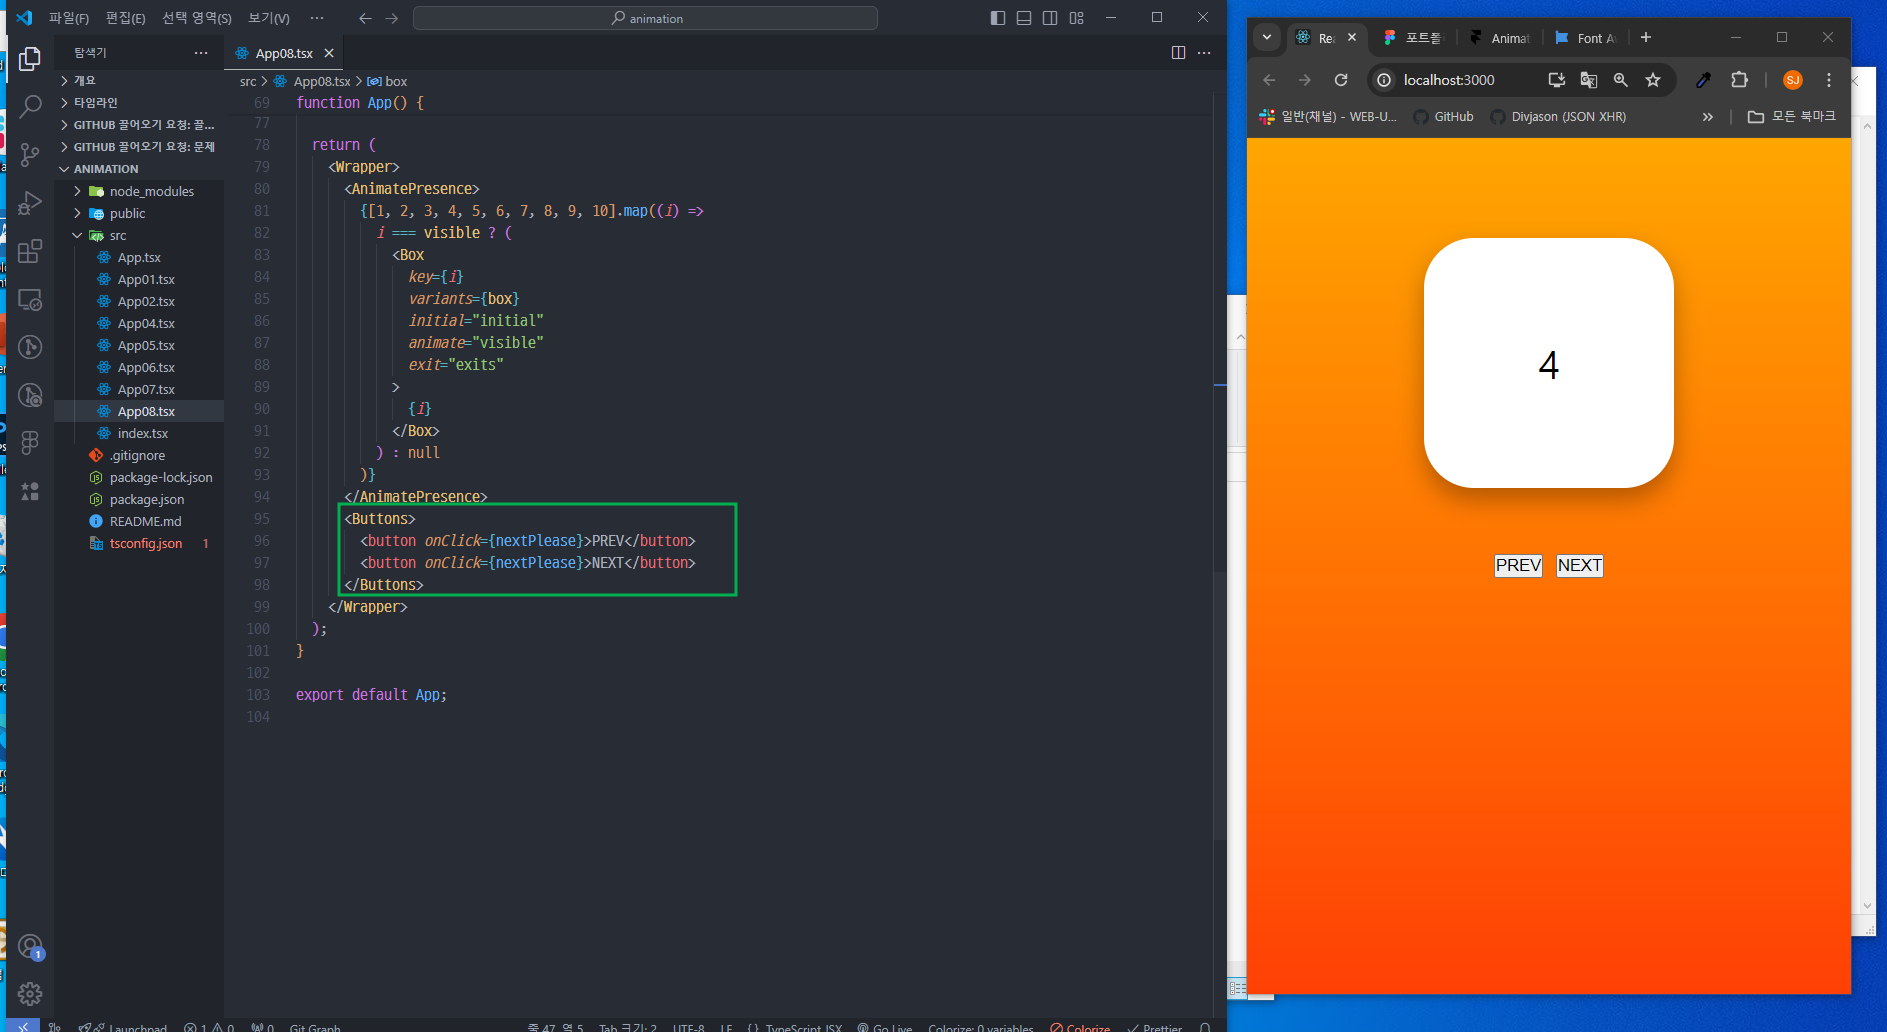 파일(F) 편집(E) 선택 영역(S) 보기(V) ··· animation
탐색기 ···
개요
타임라인
GITHUB 끌어오기 요청: 끌...
GITHUB 끌어오기 요청: 문제
ANIMATION
node_modules
public
src
App.tsx
App01.tsx
App02.tsx
App04.tsx
App05.tsx
App06.tsx
App07.tsx
App08.tsx
index.tsx
.gitignore
package-lock.json
package.json
README.md
tsconfig.json 1
1
App08.tsx
src > App08.tsx > box
69 function App() {
77
78 return (
79 <Wrapper>
80 <AnimatePresence>
81 {[1, 2, 3, 4, 5, 6, 7, 8, 9, 10].map((i) =>
82 i === visible ? (
83 <Box
84 key={i}
85 variants={box}
86 initial="initial"
87 animate="visible"
88 exit="exits"
89 >
90 {i}
91 </Box>
92 ) : null
93 )}
94 </AnimatePresence>
95 <Buttons>
96 <button onClick={nextPlease}>PREV</button>
97 <button onClick={nextPlease}>NEXT</button>
98 </Buttons>
99 </Wrapper>
100 );
101 }
102
103 export default App;
104
Launchpad 1 0 0 Git Graph 줄 47, 열 5 Tab 크기: 2 UTF-8 LF {} TypeScript JSX Go Live Colorize: 0 variables Colorize Prettier
Rea 포트폴 Animat Font A
localhost:3000 SJ
일반(채널) - WEB-U... GitHub Divjason (JSON XHR) » 모든 북마크
4
PREV NEXT